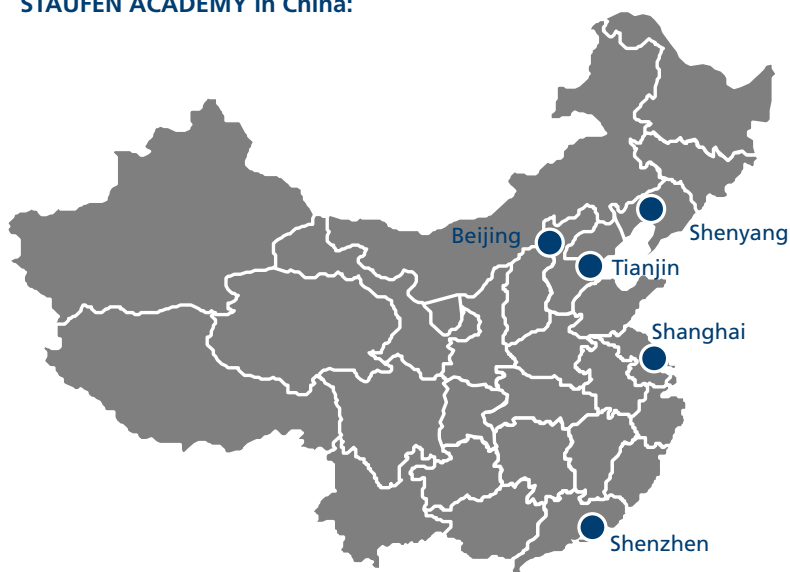 STAUFEN ACADEMY in China:
Beijing
Shenyang
Tianjin
Shanghai
Shenzhen